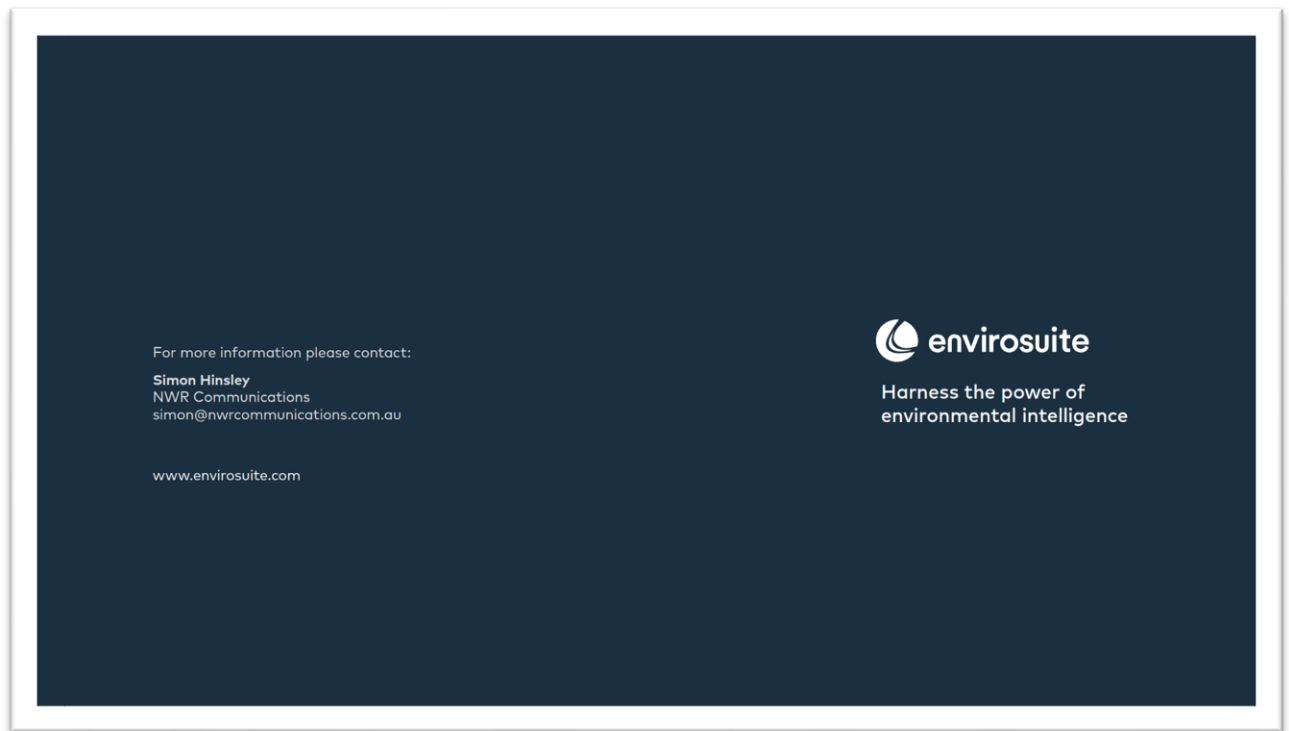 For more information please contact:
Simon Hinsley
NWR Communications
simon@nwrcommunications.com.au
www.envirosuite.com
envirosuite
Harness the power of
environmental intelligence